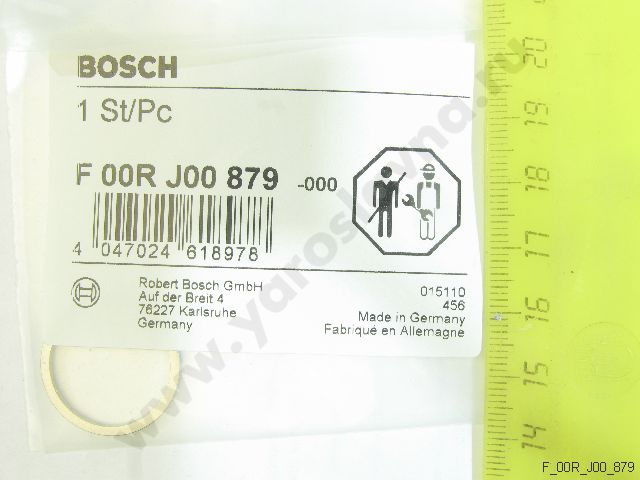 BOSCH
1 St/Pc
F 00R J00 879 -000
4 047024 618978
Robert Bosch GmbH
Auf der Breit 4
76227 Karlsruhe
Germany
015110
456
Made in Germany
Fabriqué en Allemagne
20
19
18
17
16
15
14
www.yaroslavna.ru
F_00R_J00_879